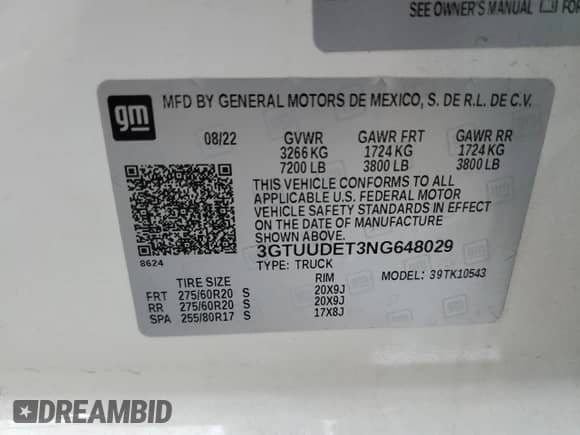 SEE OWNER'S MANUAL FOR
gm
MFD BY GENERAL MOTORS DE MEXICO, S. DE R.L. DE C.V.
08/22 GVWR GAWR FRT GAWR RR
3266 KG 1724 KG 1724 KG
7200 LB 3800 LB 3800 LB
THIS VEHICLE CONFORMS TO ALL
APPLICABLE U.S. FEDERAL MOTOR
VEHICLE SAFETY STANDARDS IN EFFECT
ON THE DATE OF MANUFACTURE
SHOWN ABOVE.
3GTUUDET3NG648029
8624
TYPE: TRUCK
MODEL: 39TK10543
TIRE SIZE RIM
FRT 275/60R20 S 20X9J
RR 275/60R20 S 20X9J
SPA 255/80R17 S 17X8J
DREAMBID